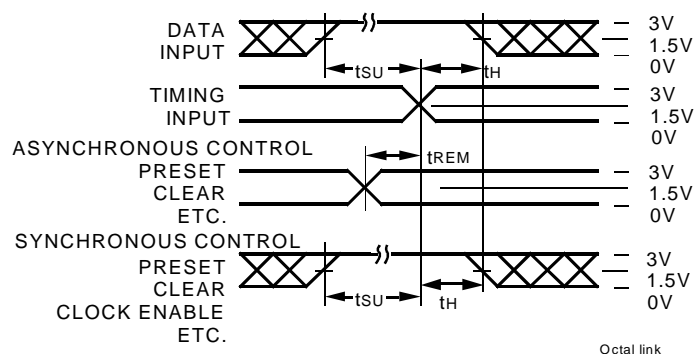 DATA
INPUT
3V
1.5V
0V
tSU
tH
TIMING
INPUT
3V
1.5V
0V
ASYNCHRONOUS CONTROL
PRESET
CLEAR
ETC.
tREM
3V
1.5V
0V
SYNCHRONOUS CONTROL
PRESET
CLEAR
CLOCK ENABLE
ETC.
tSU
tH
3V
1.5V
0V
Octal link